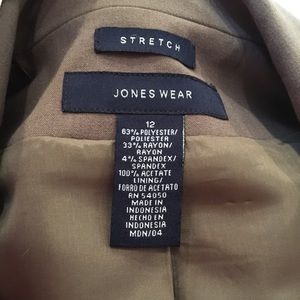 STRETCH
JONES WEAR
12
63% POLYESTER/
POLIESTER
33% RAYON/
RAYON
4% SPANDEX/
SPANDEX
100% ACETATE
LINING/
FORRO DE ACETATO
RN 54050
MADE IN
INDONESIA
HECHO EN
INDONESIA
MDN/04